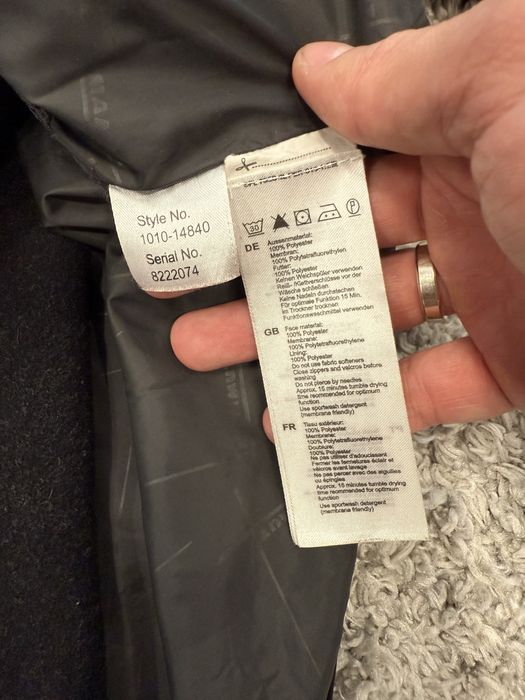 Style No.
1010-14840
Serial No.
8222074
30
P
DE
Aussenmaterial:
100% Polyester
Membran:
100% Polytetrafluorethylen
Futter:
100% Polyester
Keinen Weichspüler verwenden
Reiß- /Klettverschlüsse vor der
Wäsche schließen
Keine Nadeln durchstechen
Für optimale Funktion 15 Min.
im Trockner trocknen
Funktionswaschmittel verwenden
GB
Face material:
100% Polyester
Membrane:
100% Polytetrafluorethylene
Lining:
100% Polyester
Do not use fabric softeners
Close zippers and velcros before
washing
Do not pierce by needles
Approx. 15 minutes tumble drying
time recommended for optimum
function
Use sportwash detergent
(membrane friendly)
FR
Tissu extérieur:
100% Polyester
Membrane:
100% Polytetrafluorethylene
Doublure:
100% Polyester
Ne pas utiliser d'adoucissant
Fermer les fermetures éclair et
velcros avant lavage
Ne pas percer avec des aiguilles
ou épingles
Approx. 15 minutes tumble drying
time recommended for optimum
function
Use sportwash detergent
(membrane friendly)